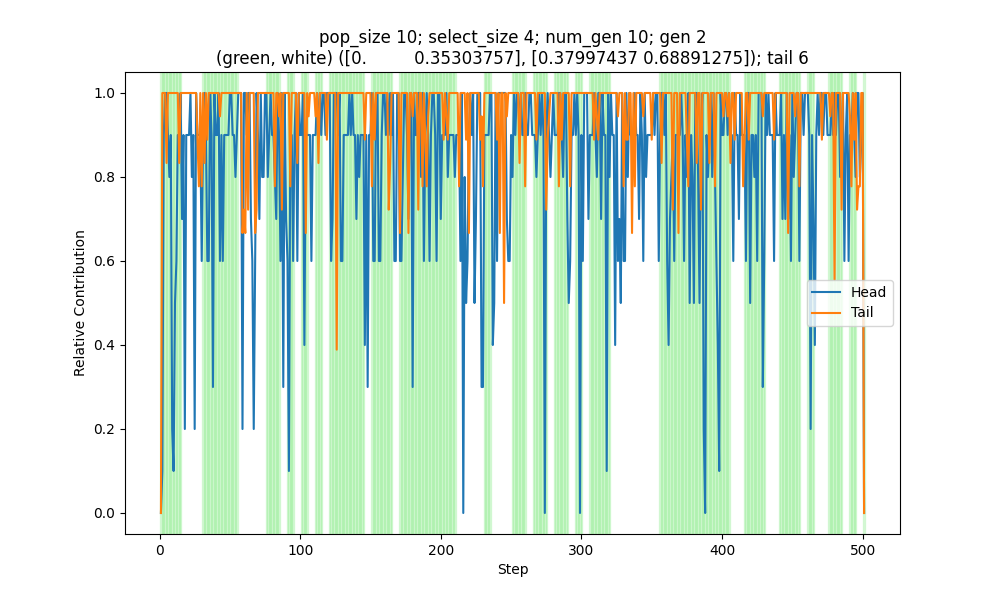 pop_size 10; select_size 4; num_gen 10; gen 2
(green, white) ([0.         0.35303757], [0.37997437 0.68891275]); tail 6
1.0
0.8
0.6
0.4
0.2
0.0
Relative Contribution
Head
Tail
0
100
200
300
400
500
Step